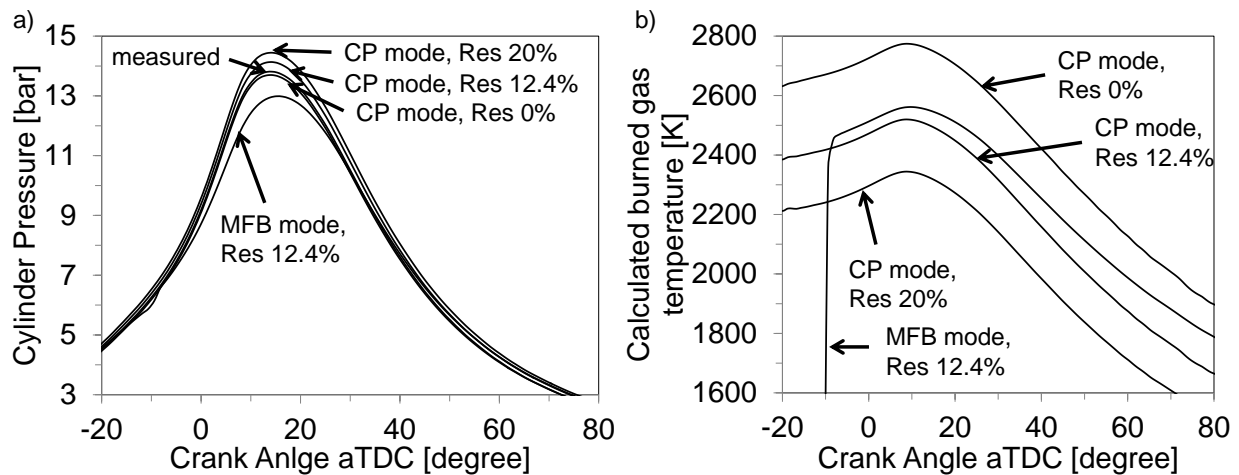 a)
Cylinder Pressure [bar]
15
13
11
9
7
5
3
measured
CP mode, Res 20%
CP mode, Res 12.4%
CP mode, Res 0%
MFB mode,
Res 12.4%
-20
0
20
40
60
80
Crank Anlge aTDC [degree]
b)
Calculated burned gas
temperature [K]
2800
2600
2400
2200
2000
1800
1600
CP mode,
Res 0%
CP mode,
Res 12.4%
CP mode,
Res 20%
MFB mode,
Res 12.4%
-20
0
20
40
60
80
Crank Angle aTDC [degree]